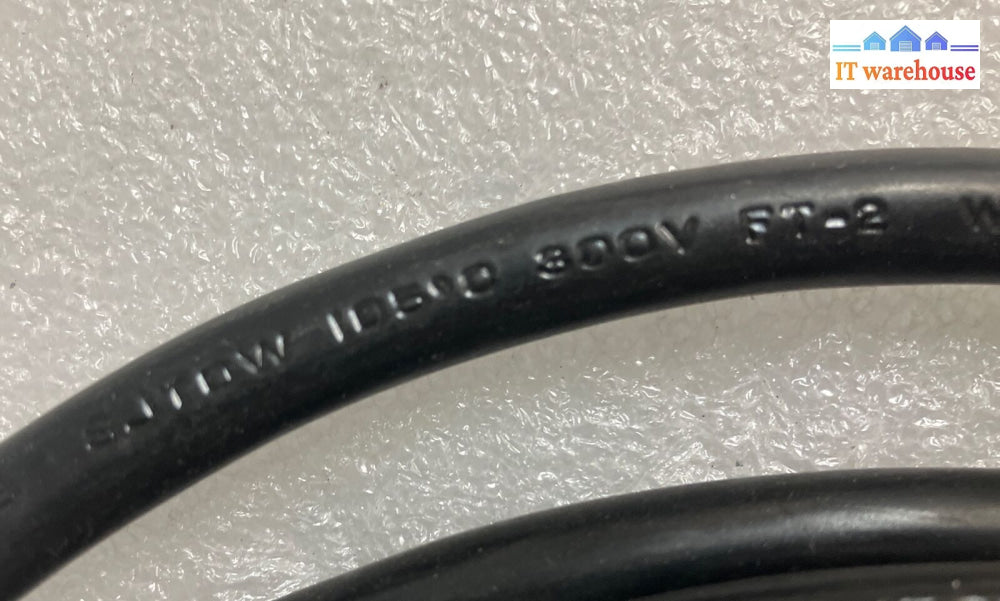 IT warehouse
SJTOW 105°C 300V FT-2